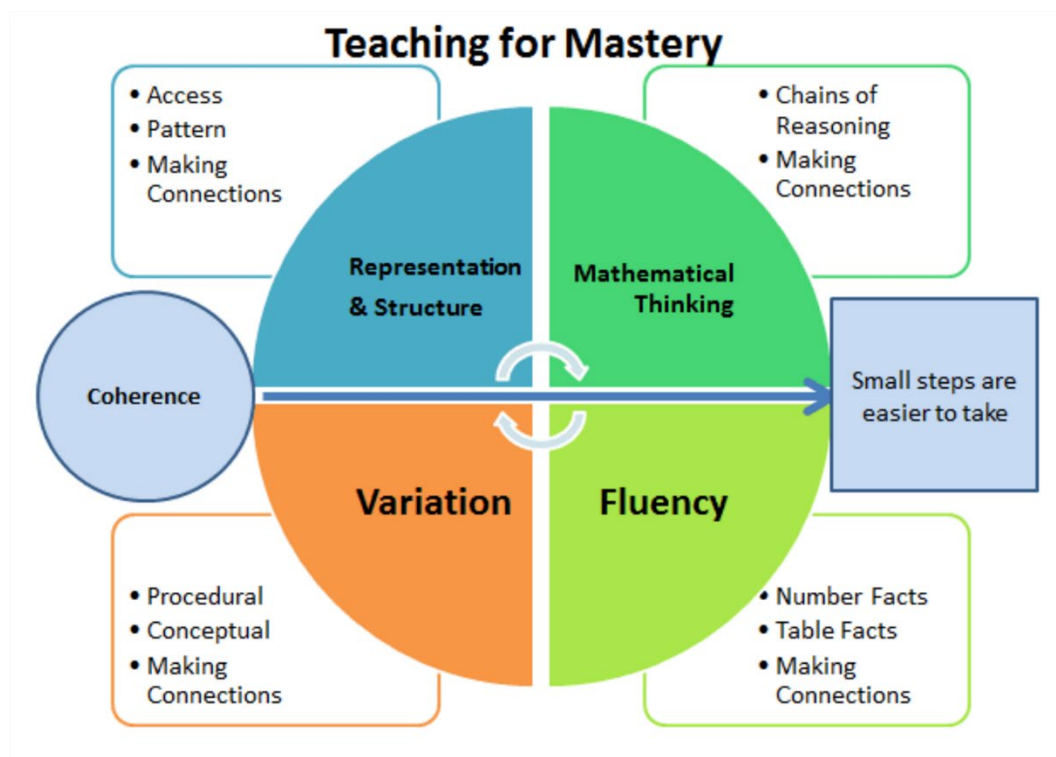 Teaching for Mastery
• Access
• Pattern
• Making
Connections
• Chains of
Reasoning
• Making
Connections
Representation
& Structure
Mathematical
Thinking
Coherence
Small steps are
easier to take
Variation
Fluency
• Procedural
• Conceptual
• Making
Connections
• Number Facts
• Table Facts
• Making
Connections